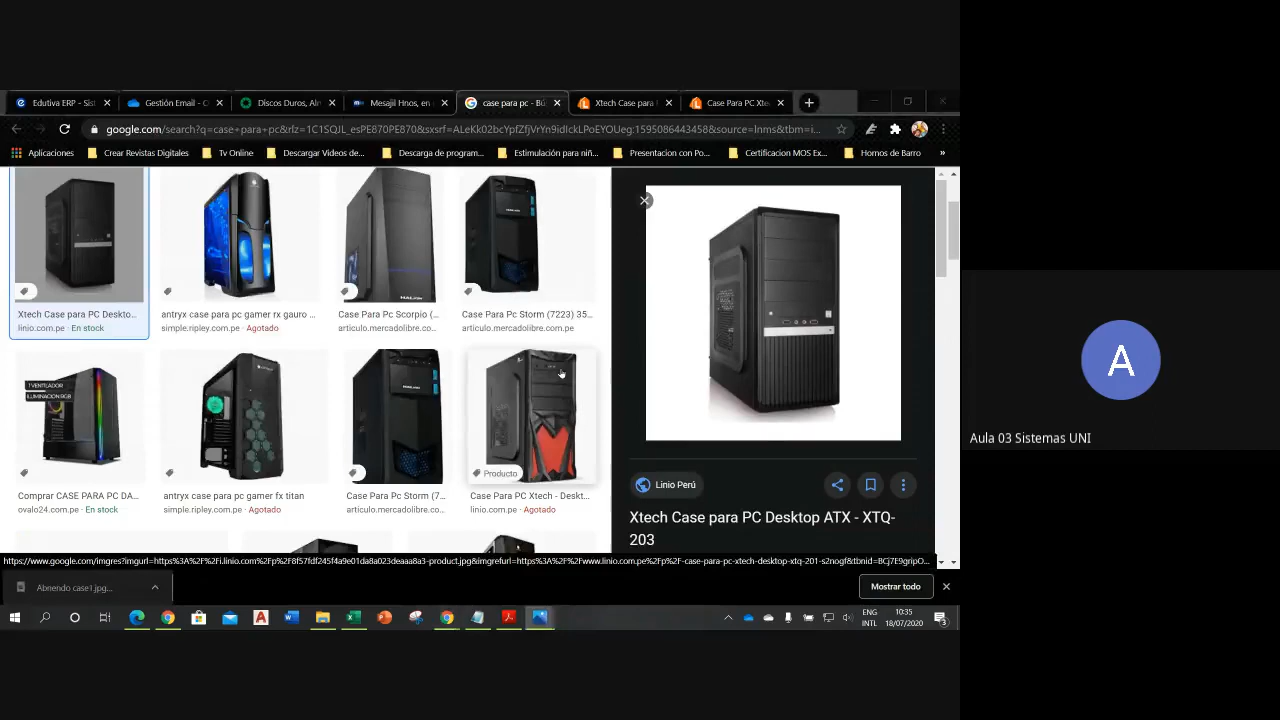 Edutiva ERP - Sist
Gestión Email - C
Discos Duros, Alm
Mesajil Hnos, en
case para pc - Bú
Xtech Case para
Case Para PC Xte
google.com/search?q=case+para+pc&rlz=1C1SQJL_esPE870PE870&sxsrf=ALeKk02bcYpfZfjVrYn9idIckLPoEYOUeg:1595086443458&source=lnms&tbm=i...
Aplicaciones
Crear Revistas Digitales
Tv Online
Descargar Videos de...
Descarga de program...
Estimulación para niñ...
Presentacion con Po...
Certificacion MOS Ex...
Hornos de Barro
»
Xtech Case para PC Deskto...
linio.com.pe · En stock
antryx case para pc gamer rx gauro ...
simple.ripley.com.pe · Agotado
Case Para Pc Scorpio (...
articulo.mercadolibre.co...
Case Para Pc Storm (7223) 35...
articulo.mercadolibre.com.pe
1 VENTILADOR
ILUMINACION RGB
Producto
Comprar CASE PARA PC DA...
ovalo24.com.pe · En stock
antryx case para pc gamer fx titan
simple.ripley.com.pe · Agotado
Case Para Pc Storm (7...
articulo.mercadolibre.co...
Case Para PC Xtech - Deskt...
linio.com.pe · Agotado
Linio Perú
Xtech Case para PC Desktop ATX - XTQ-
203
Abriendo case1.jpg...
Mostrar todo
ENG
INTL
10:35
18/07/2020
3
A
Aula 03 Sistemas UNI